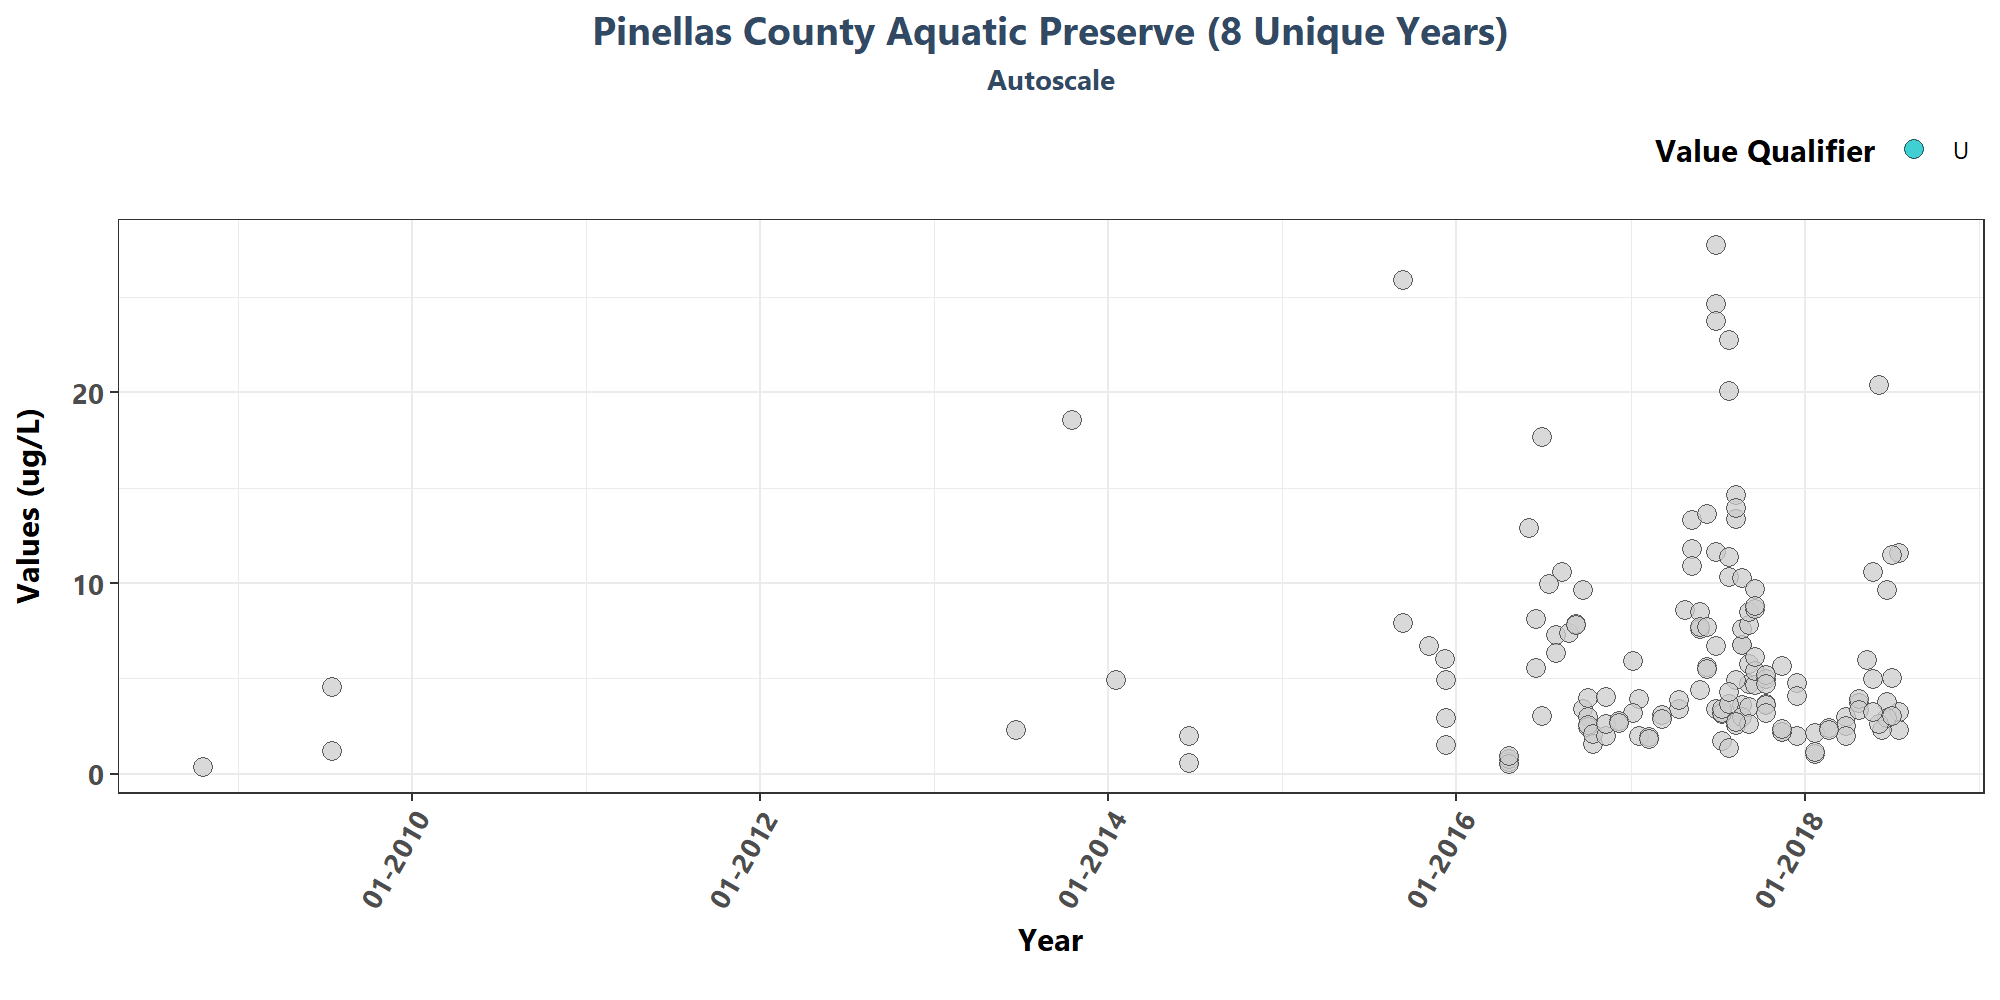 Pinellas County Aquatic Preserve (8 Unique Years)
Autoscale
Value Qualifier U
Values (ug/L)
20
10
0
01-2010 01-2012 01-2014 01-2016 01-2018
Year